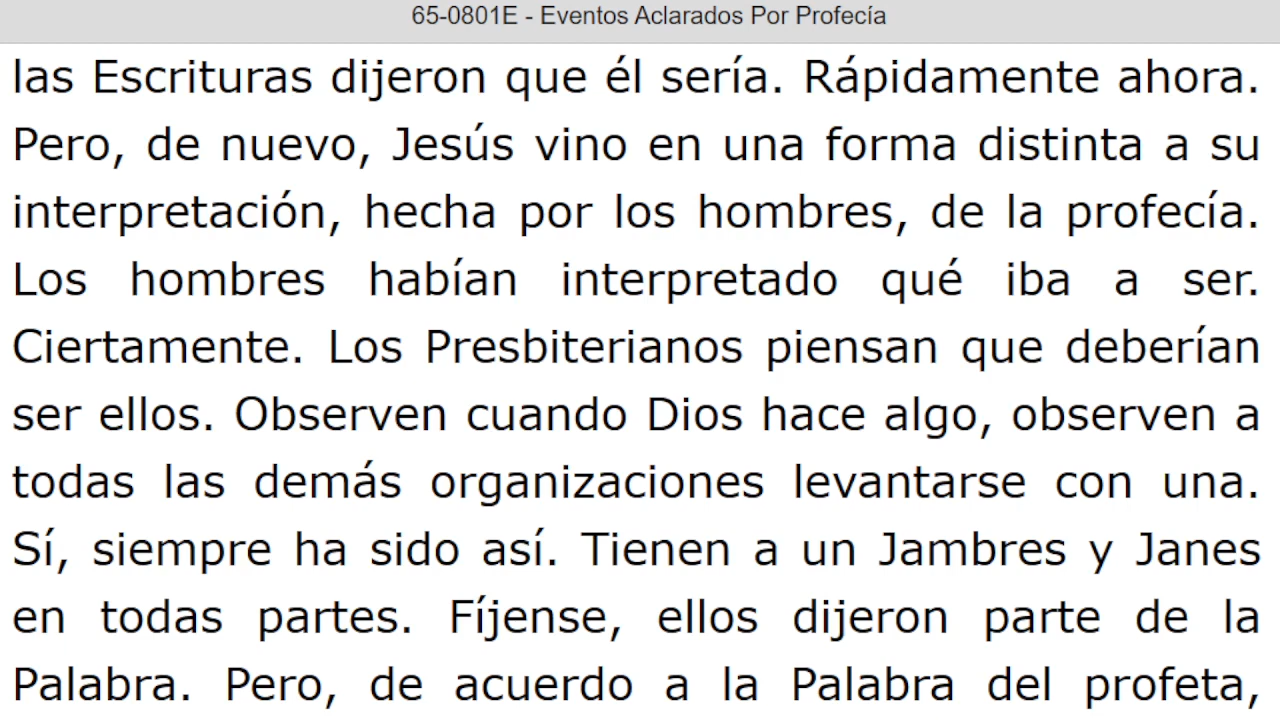 65-0801E - Eventos Aclarados Por Profecía
las Escrituras dijeron que él sería. Rápidamente ahora.
Pero, de nuevo, Jesús vino en una forma distinta a su
interpretación, hecha por los hombres, de la profecía.
Los hombres habían interpretado qué iba a ser.
Ciertamente. Los Presbiterianos piensan que deberían
ser ellos. Observen cuando Dios hace algo, observen a
todas las demás organizaciones levantarse con una.
Sí, siempre ha sido así. Tienen a un Jambres y Janes
en todas partes. Fíjense, ellos dijeron parte de la
Palabra. Pero, de acuerdo a la Palabra del profeta,